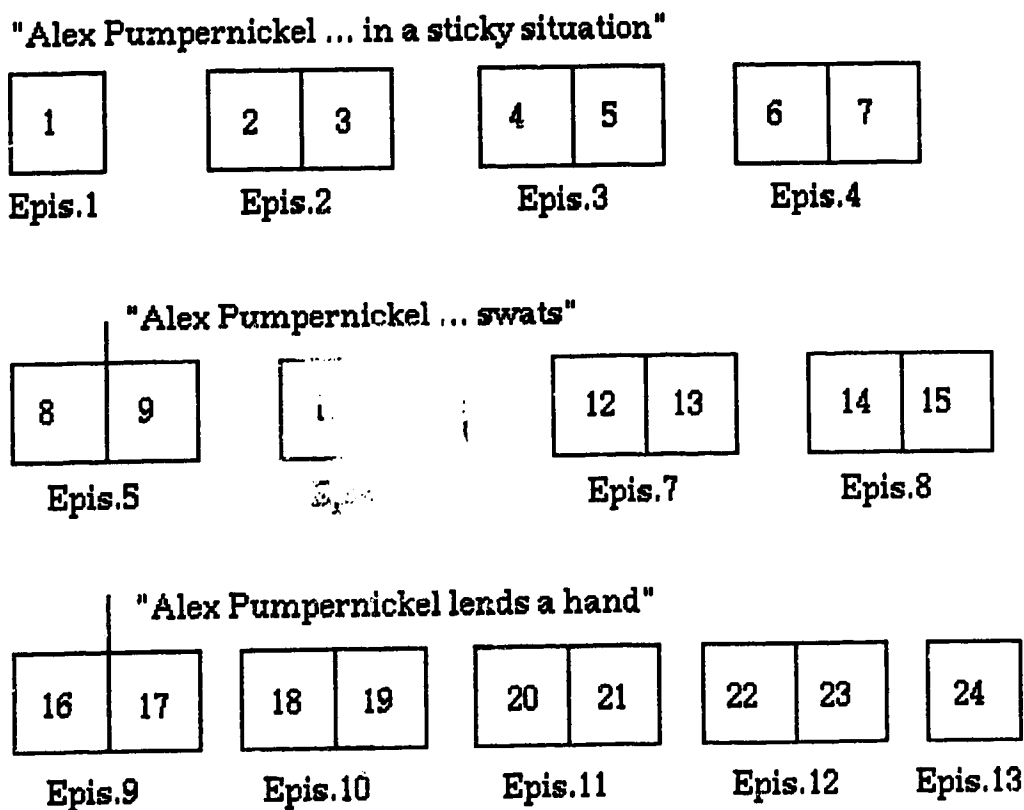 "Alex Pumpernickel ... in a sticky situation"
1 2 3 4 5 6 7
Epis.1 Epis.2 Epis.3 Epis.4
"Alex Pumpernickel ... swats"
8 9 12 13 14 15
Epis.5 Epis.7 Epis.8
"Alex Pumpernickel lends a hand"
16 17 18 19 20 21 22 23 24
Epis.9 Epis.10 Epis.11 Epis.12 Epis.13